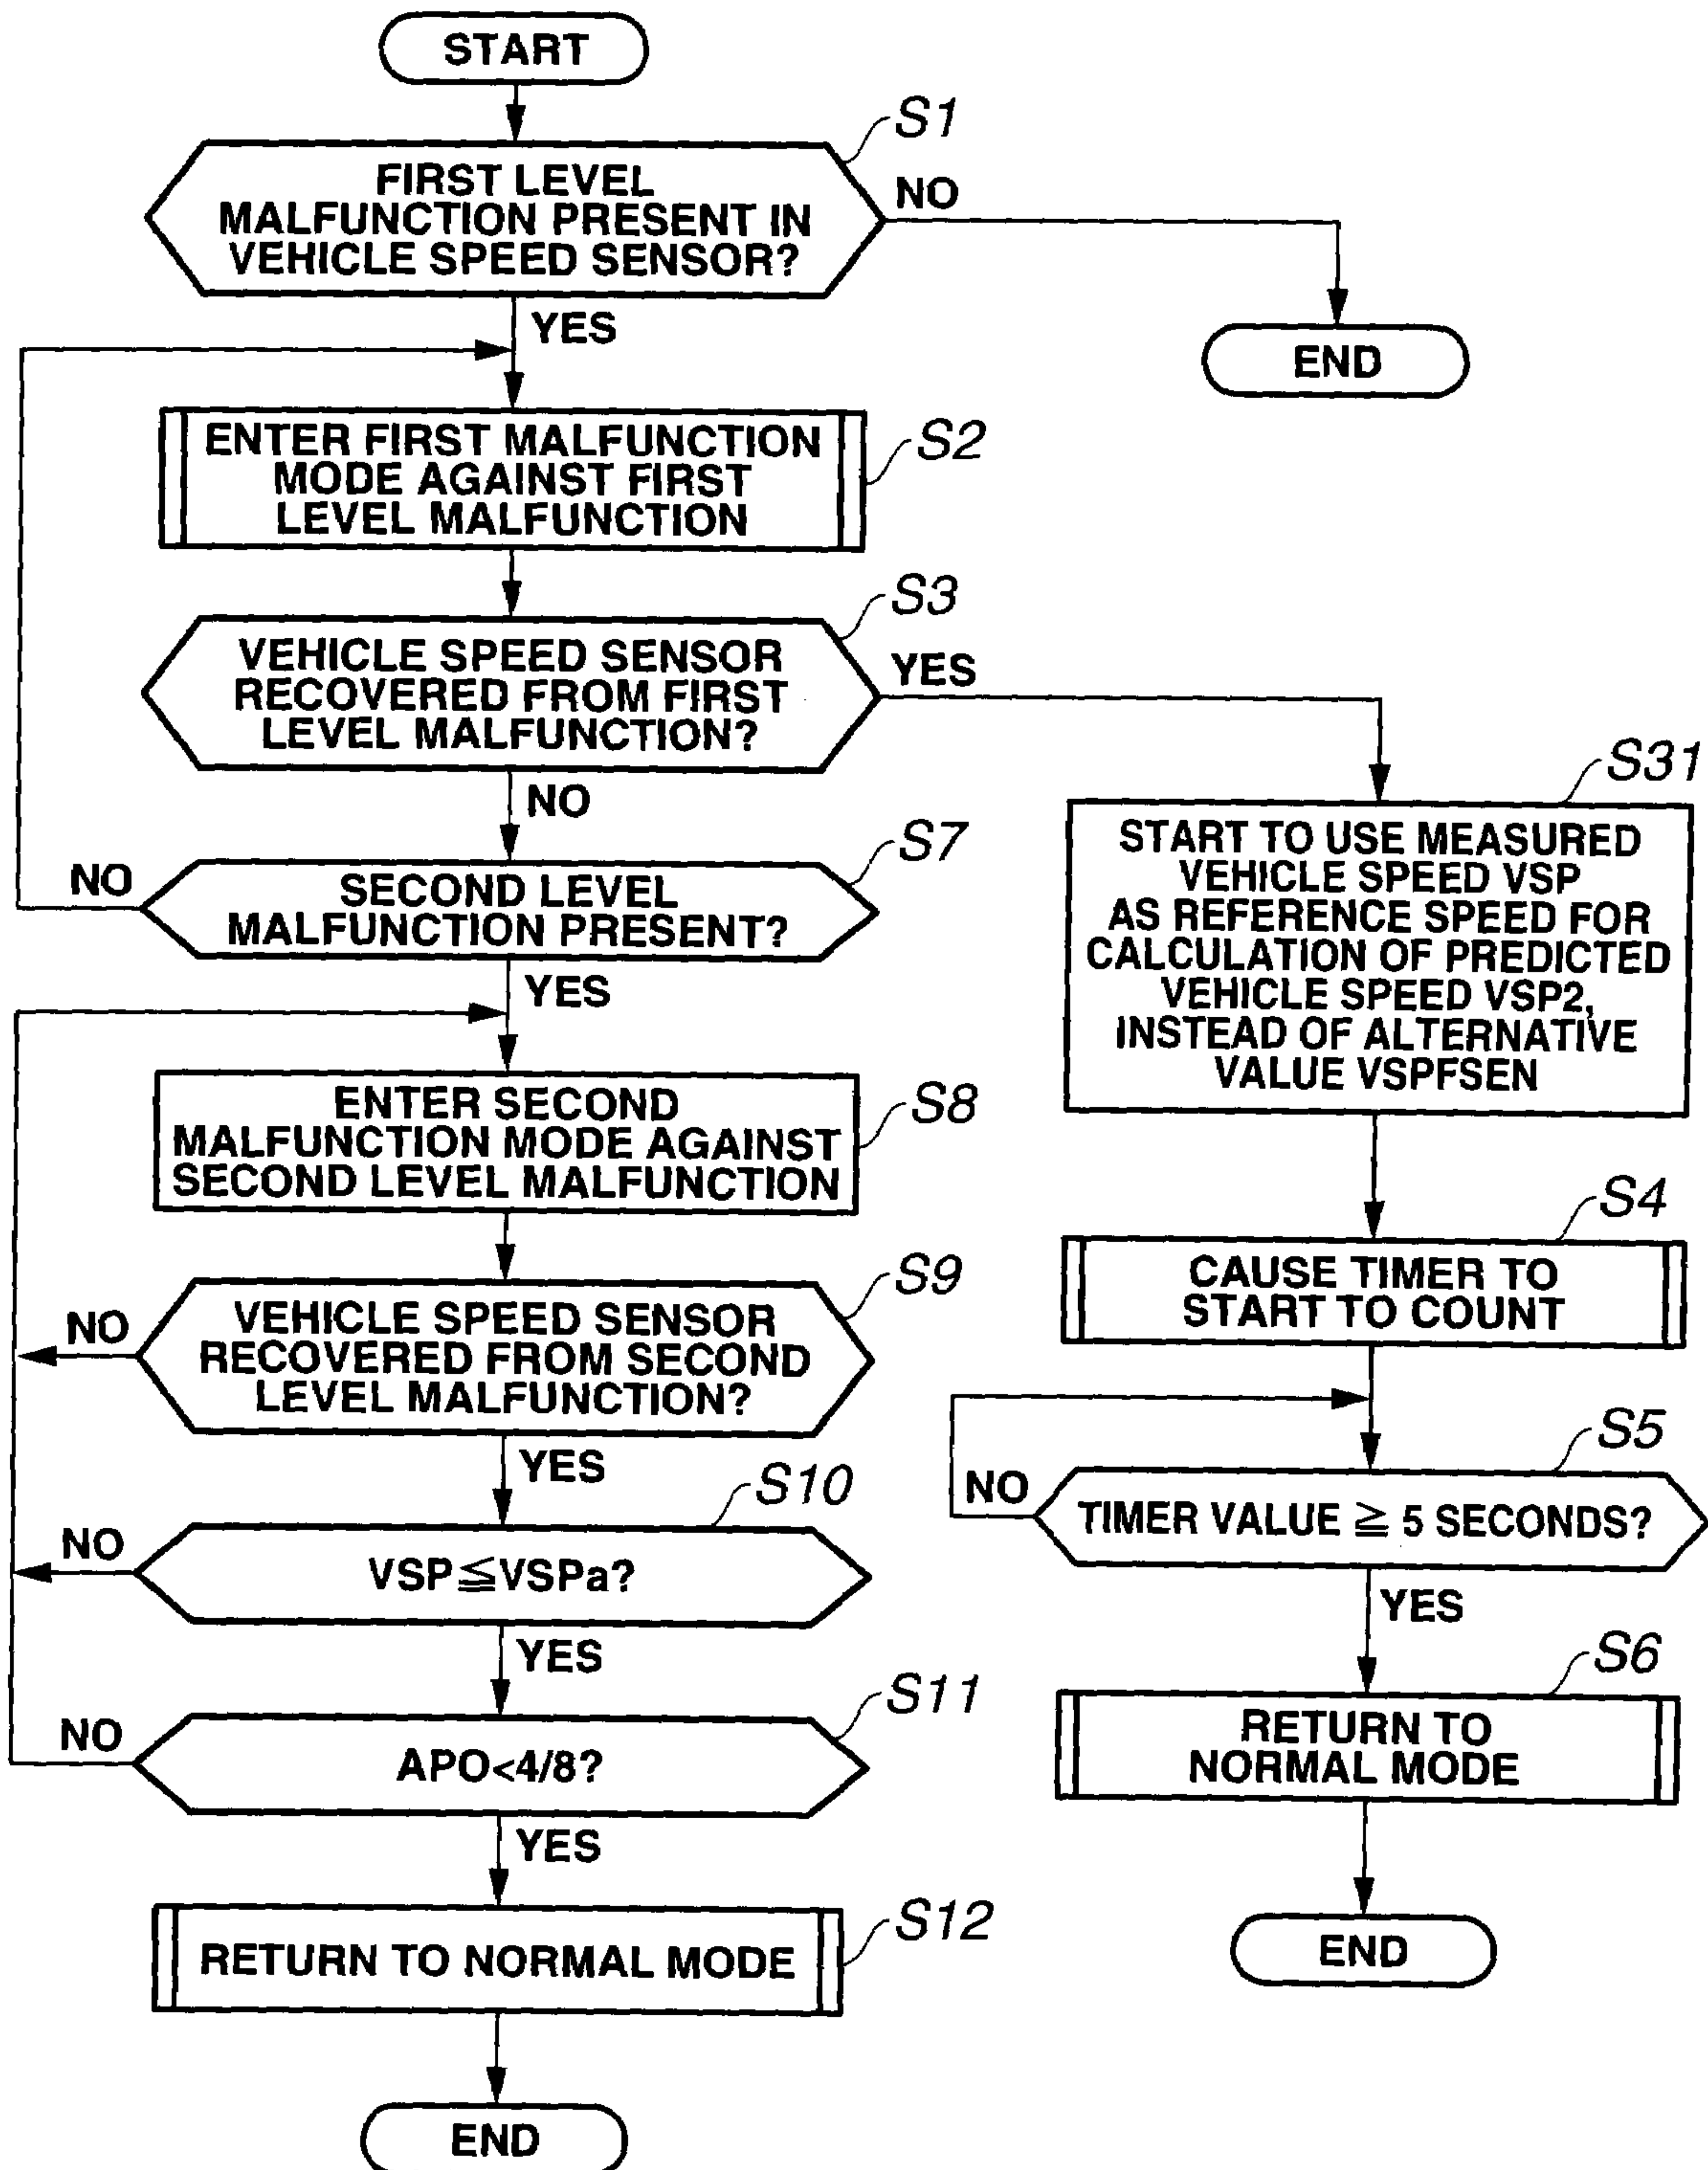 START
S1
FIRST LEVEL
MALFUNCTION PRESENT IN
VEHICLE SPEED SENSOR?
NO
END
YES
S2
ENTER FIRST MALFUNCTION
MODE AGAINST FIRST
LEVEL MALFUNCTION
S3
VEHICLE SPEED SENSOR
RECOVERED FROM FIRST
LEVEL MALFUNCTION?
YES
NO
S7
NO
SECOND LEVEL
MALFUNCTION PRESENT?
YES
S8
ENTER SECOND
MALFUNCTION MODE AGAINST
SECOND LEVEL MALFUNCTION
S9
NO
VEHICLE SPEED SENSOR
RECOVERED FROM SECOND
LEVEL MALFUNCTION?
YES
S10
NO
VSP≦VSPa?
YES
S11
NO
APO<4/8?
YES
S12
RETURN TO NORMAL MODE
END
S31
START TO USE MEASURED
VEHICLE SPEED VSP
AS REFERENCE SPEED FOR
CALCULATION OF PREDICTED
VEHICLE SPEED VSP2,
INSTEAD OF ALTERNATIVE
VALUE VSPFSEN
S4
CAUSE TIMER TO
START TO COUNT
S5
NO
TIMER VALUE ≧ 5 SECONDS?
YES
S6
RETURN TO
NORMAL MODE
END